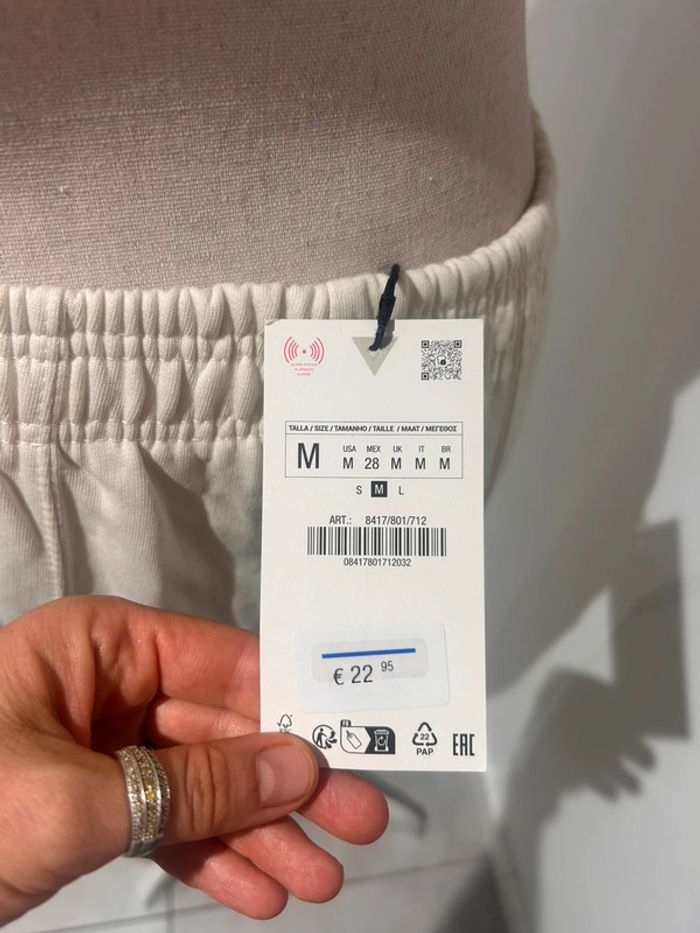 TALLA / SIZE / TAMANHO / TAILLE / MAAT / ΜΕΓΕΘΟΣ
M
USA MEX UK IT BR
M 28 M M M
S M L
ART.: 8417/801/712
08417801712032
€ 22 95
FR
22
PAP
EAC